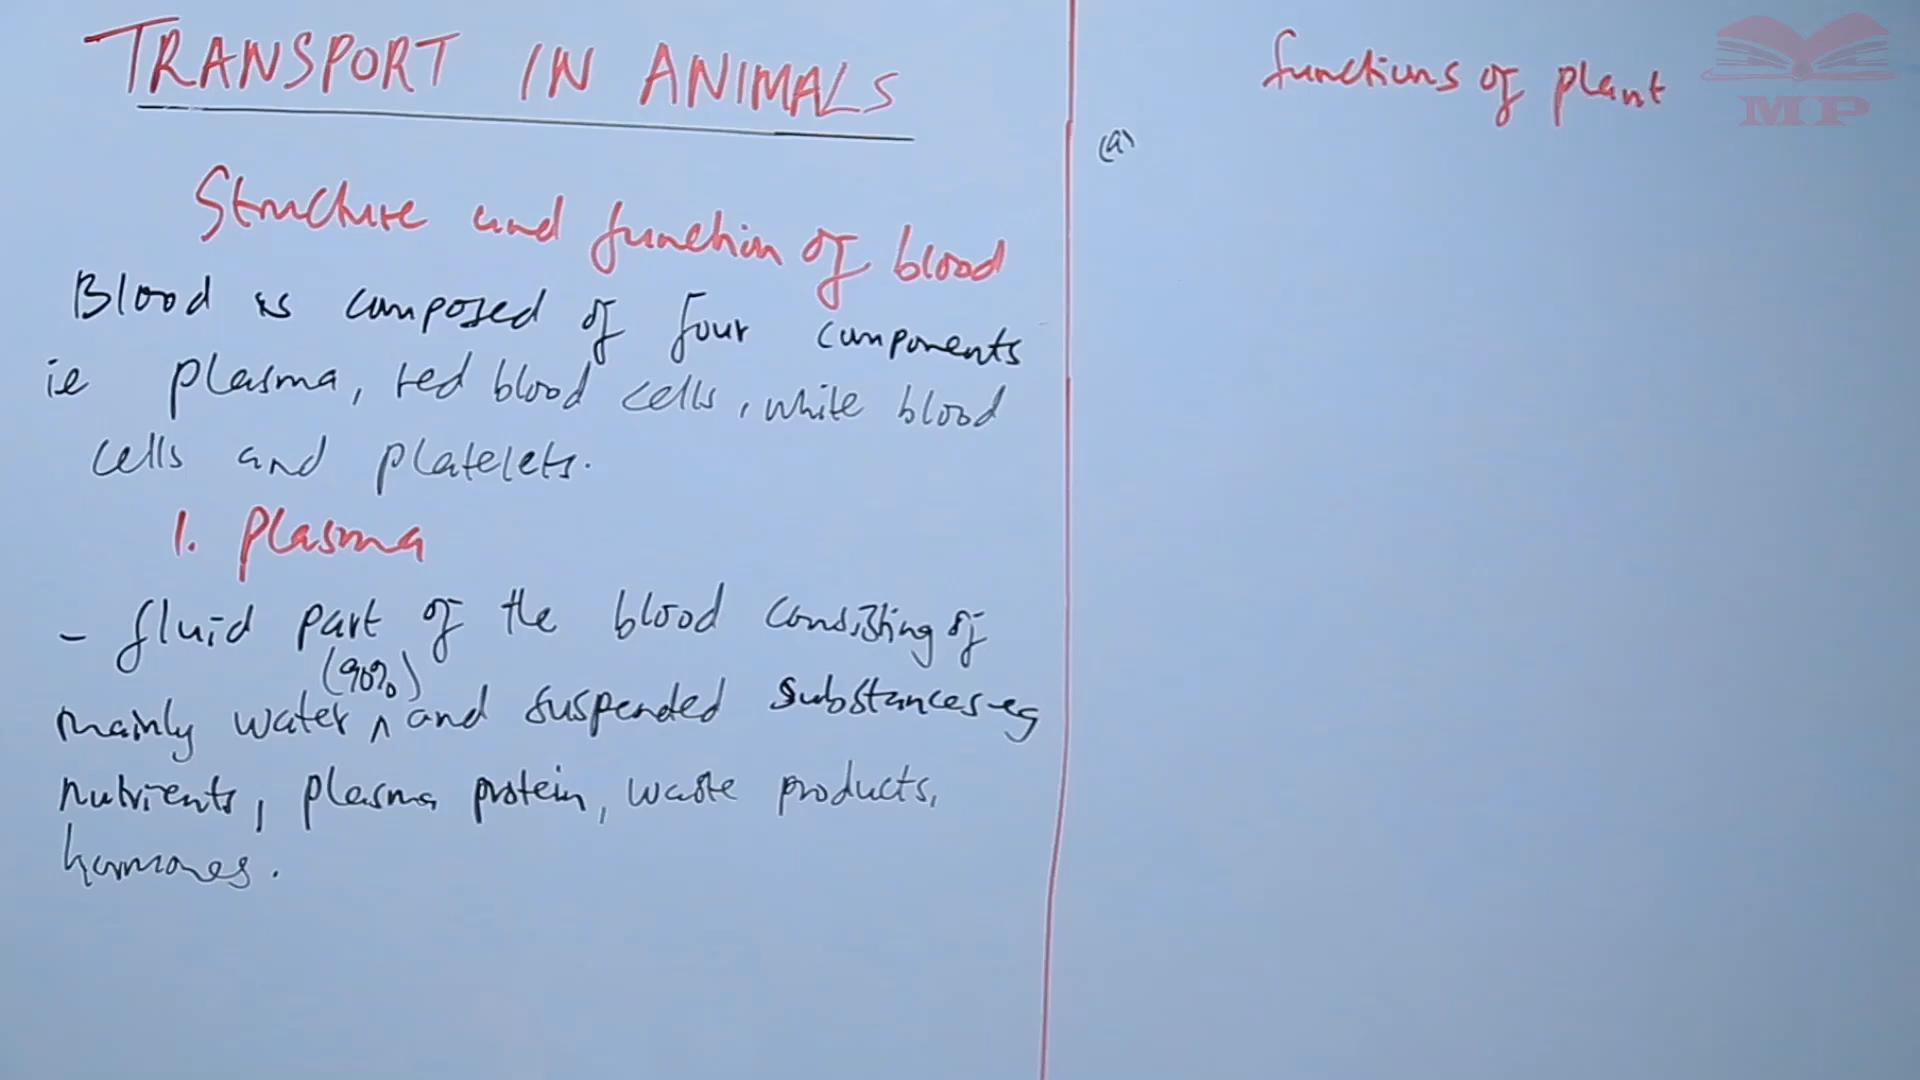 TRANSPORT IN ANIMALS
Structure and function of blood
Blood is composed of four components
ie plasma, red blood cells, white blood
cells and platelets.
1. Plasma
- fluid part of the blood consisting of
(90%)
mainly water ^ and suspended substances eg
nutrients, plasma protein, waste products,
hormones.
functions of plant
(a)
MP